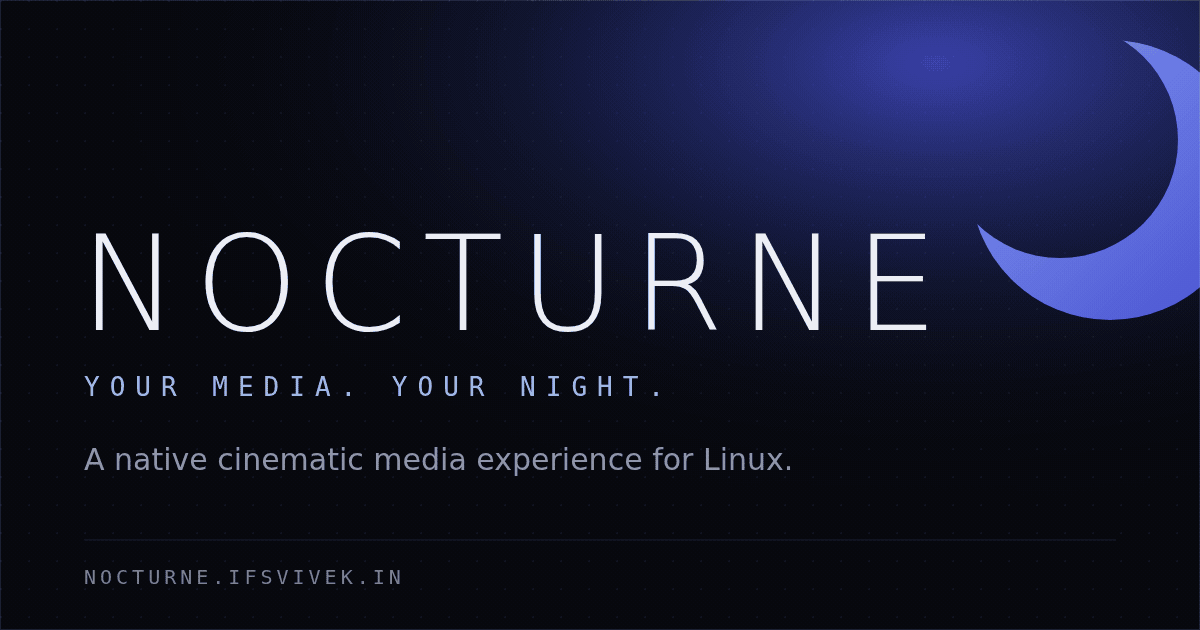 NOCTURNE
YOUR MEDIA. YOUR NIGHT.
A native cinematic media experience for Linux.
NOCTURNE.IFSVIVEK.IN